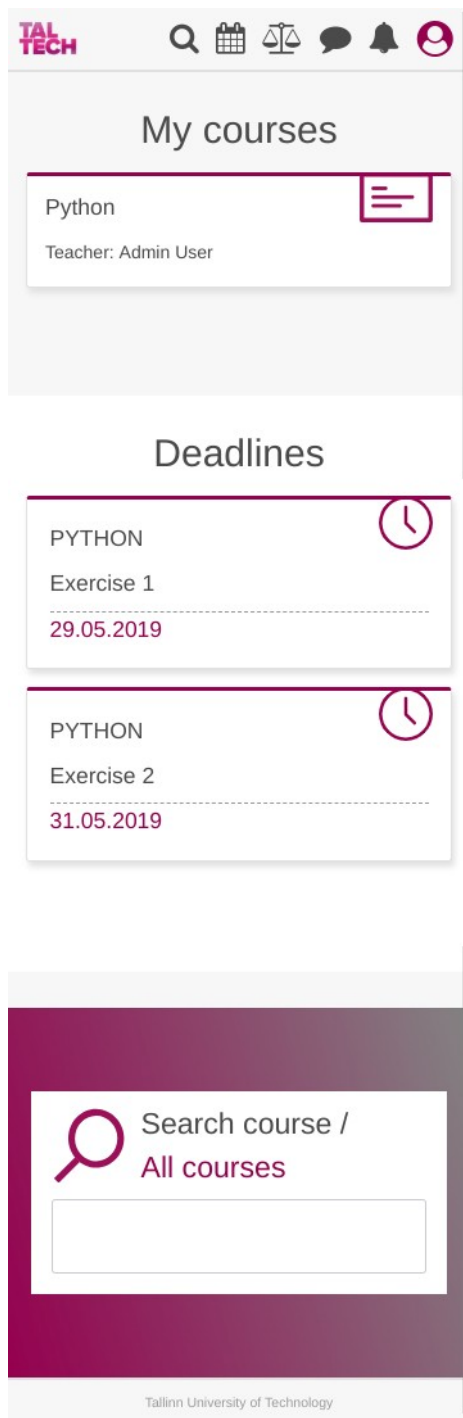 TAL
TECH
My courses
Python
Teacher: Admin User
Deadlines
PYTHON
Exercise 1
29.05.2019
PYTHON
Exercise 2
31.05.2019
Search course /
All courses
Tallinn University of Technology